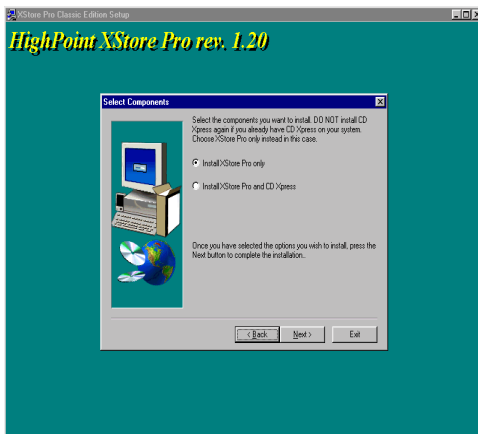 XStore Pro Classic Edition Setup
HighPoint XStore Pro rev. 1.20
Select Components
Select the components you want to install. DO NOT install CD
Xpress again if you already have CD Xpress on your system.
Choose XStore Pro only instead in this case.
Install XStore Pro only
Install XStore Pro and CD Xpress
Once you have selected the options you wish to install, press the
Next button to complete the installation..
< Back
Next >
Exit